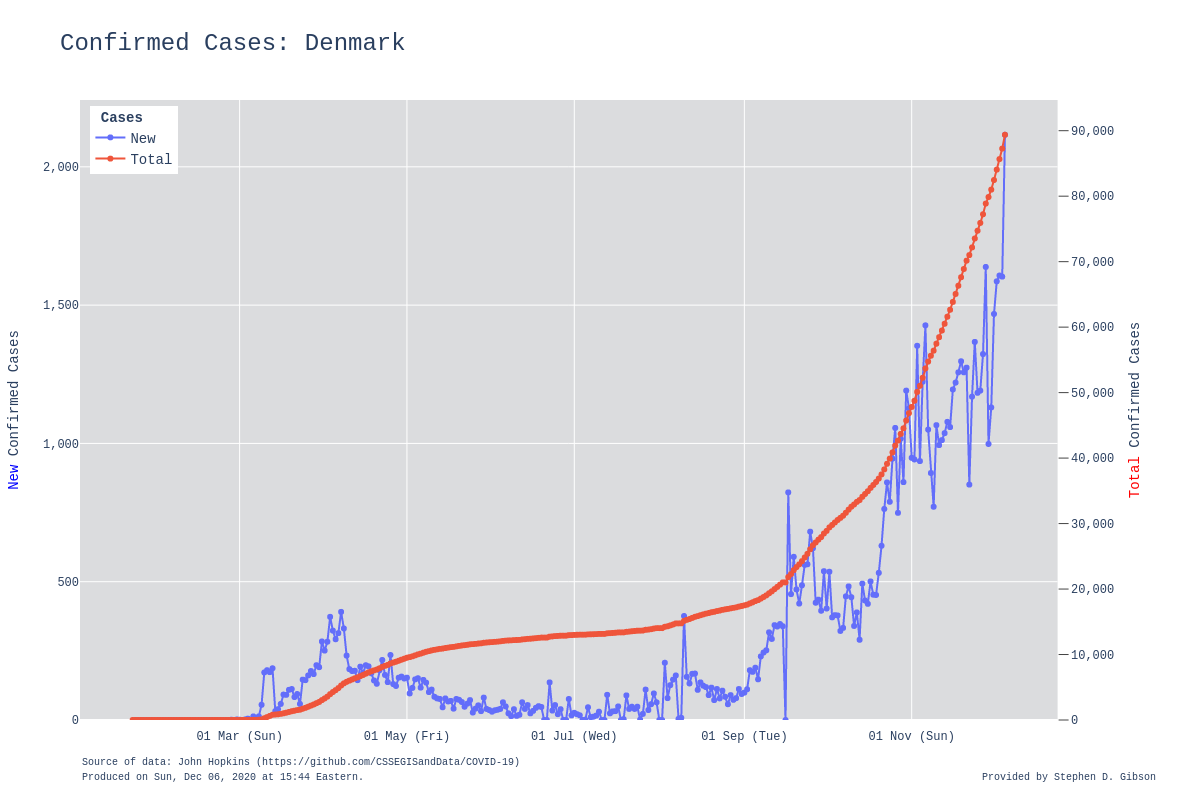 Confirmed Cases: Denmark
Cases
New
Total
2,000
1,500
1,000
500
0
90,000
80,000
70,000
60,000
50,000
40,000
30,000
20,000
10,000
0
New Confirmed Cases
Total Confirmed Cases
01 Mar (Sun)
01 May (Fri)
01 Jul (Wed)
01 Sep (Tue)
01 Nov (Sun)
Source of data: John Hopkins (https://github.com/CSSEGISandData/COVID-19)
Produced on Sun, Dec 06, 2020 at 15:44 Eastern.
Provided by Stephen D. Gibson